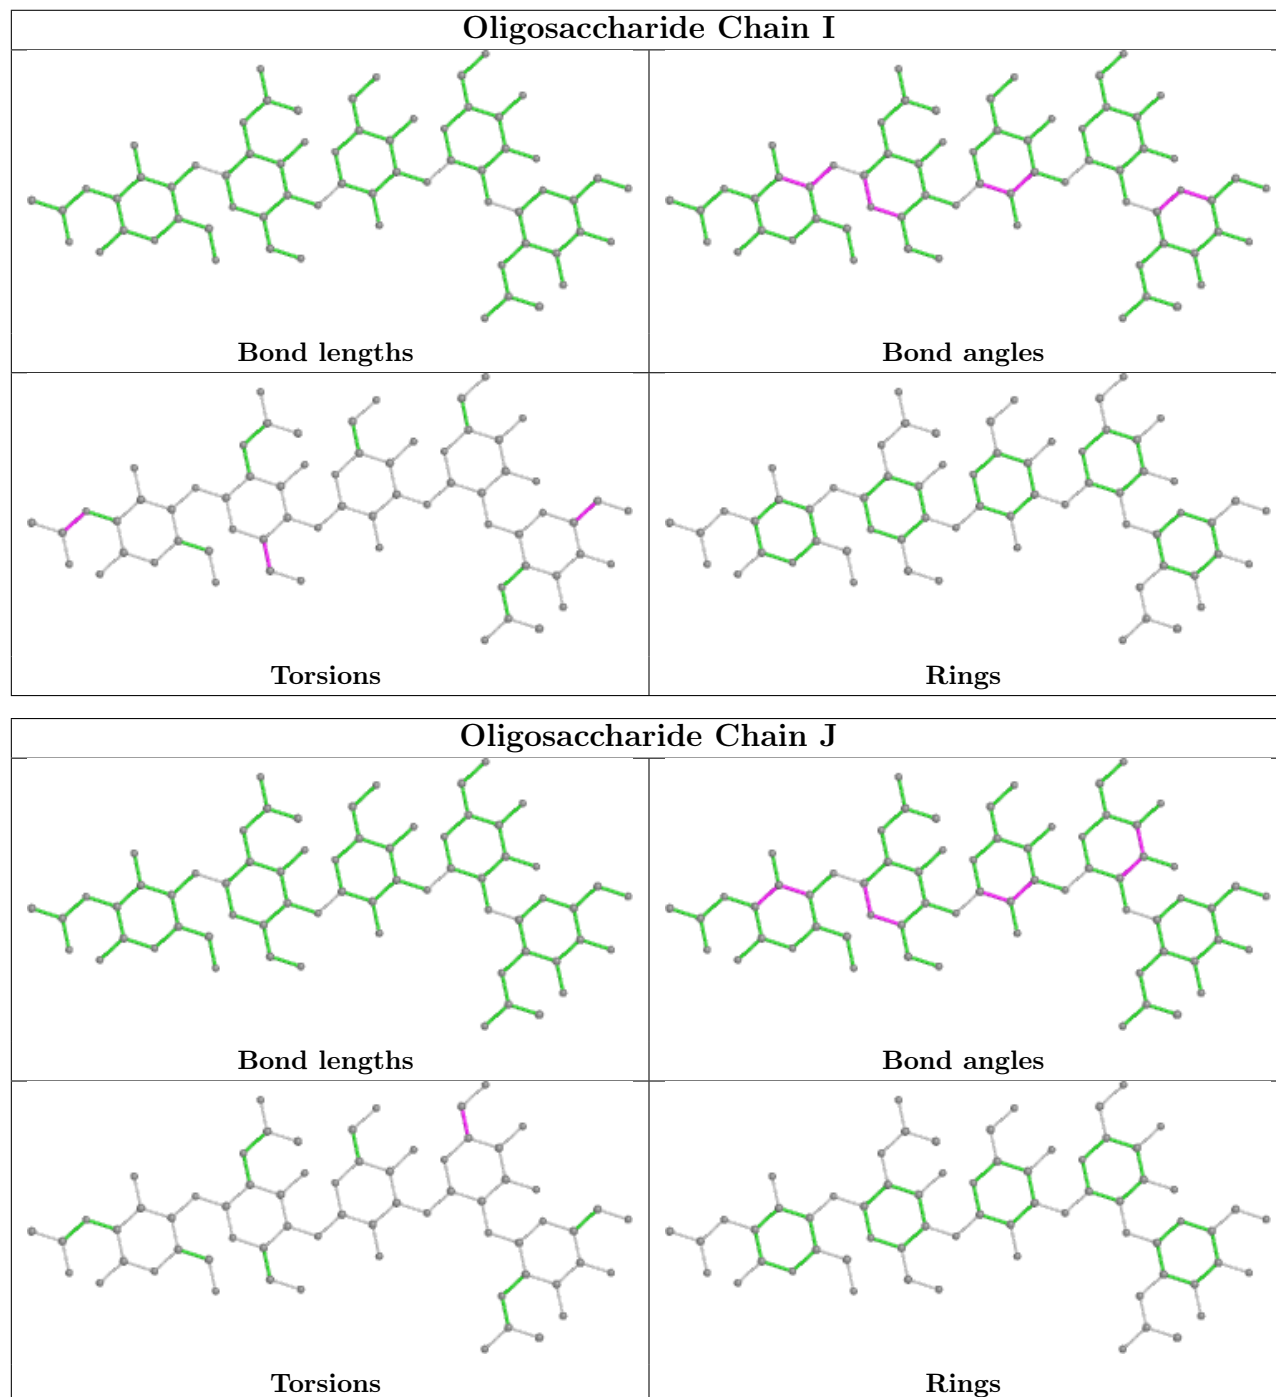 Oligosaccharide Chain I
Bond lengths
Bond angles
Torsions
Rings
Oligosaccharide Chain J
Bond lengths
Bond angles
Torsions
Rings